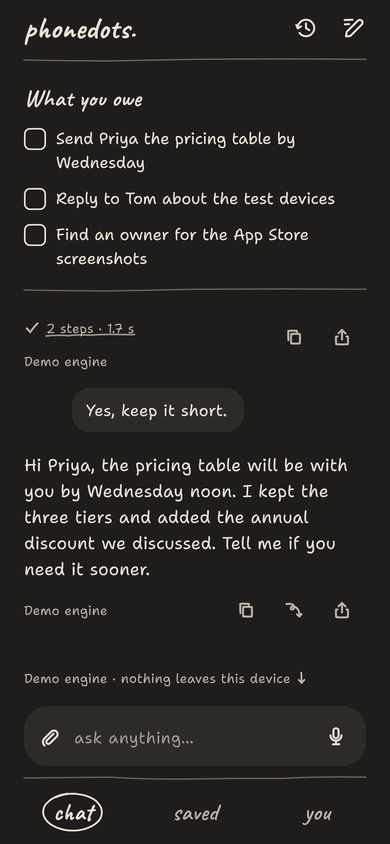 phonedots.
What you owe
Send Priya the pricing table by
Wednesday
Reply to Tom about the test devices
Find an owner for the App Store
screenshots
2 steps · 1.7 s
Demo engine
Yes, keep it short.
Hi Priya, the pricing table will be with
you by Wednesday noon. I kept the
three tiers and added the annual
discount we discussed. Tell me if you
need it sooner.
Demo engine
Demo engine · nothing leaves this device ↓
ask anything...
chat
saved
you